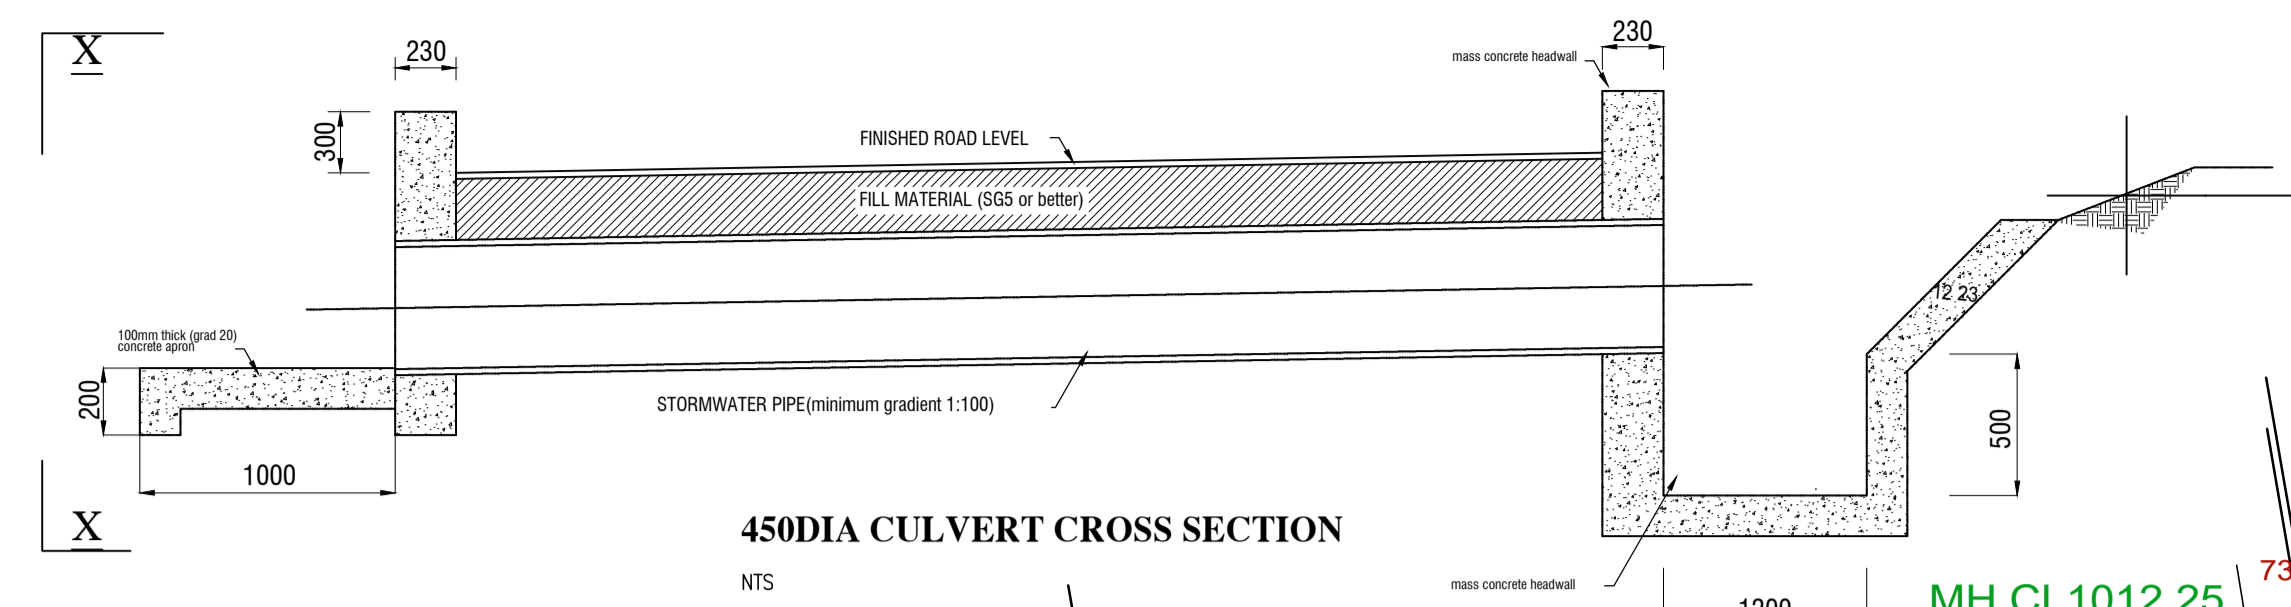 X
230
230
mass concrete headwall
300
FINISHED ROAD LEVEL
FILL MATERIAL (SG5 or better)
12 23
100mm thick (grad 20)
concrete apron
200
STORMWATER PIPE(minimum gradient 1:100)
500
1000
X
450DIA CULVERT CROSS SECTION
NTS
mass concrete headwall
73